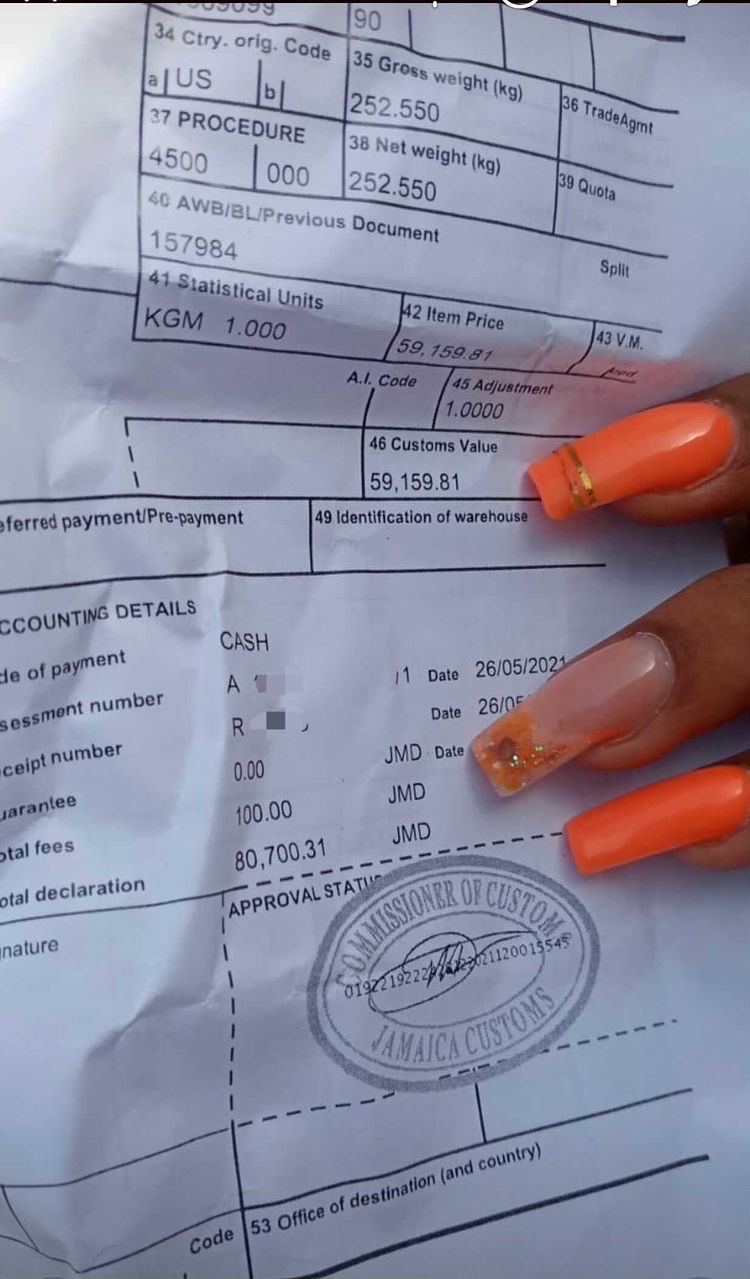 90
34 Ctry. orig. Code
a US
b
35 Gross weight (kg)
252.550
36 TradeAgmt
37 PROCEDURE
4500
000
38 Net weight (kg)
252.550
39 Quota
40 AWB/BL/Previous Document
157984
Split
41 Statistical Units
KGM 1.000
42 Item Price
59,159.81
43 V.M.
A.I. Code
45 Adjustment
1.0000
46 Customs Value
59,159.81
eferred payment/Pre-payment
49 Identification of warehouse
CCOUNTING DETAILS
de of payment
CASH
sessment number
A
/1 Date 26/05/2021
ceipt number
R
Date 26/05
uarantee
0.00
JMD Date
otal fees
100.00
JMD
otal declaration
80,700.31
JMD
nature
APPROVAL STATUS
COMMISSIONER OF CUSTOMS
JAMAICA CUSTOMS
Code
53 Office of destination (and country)